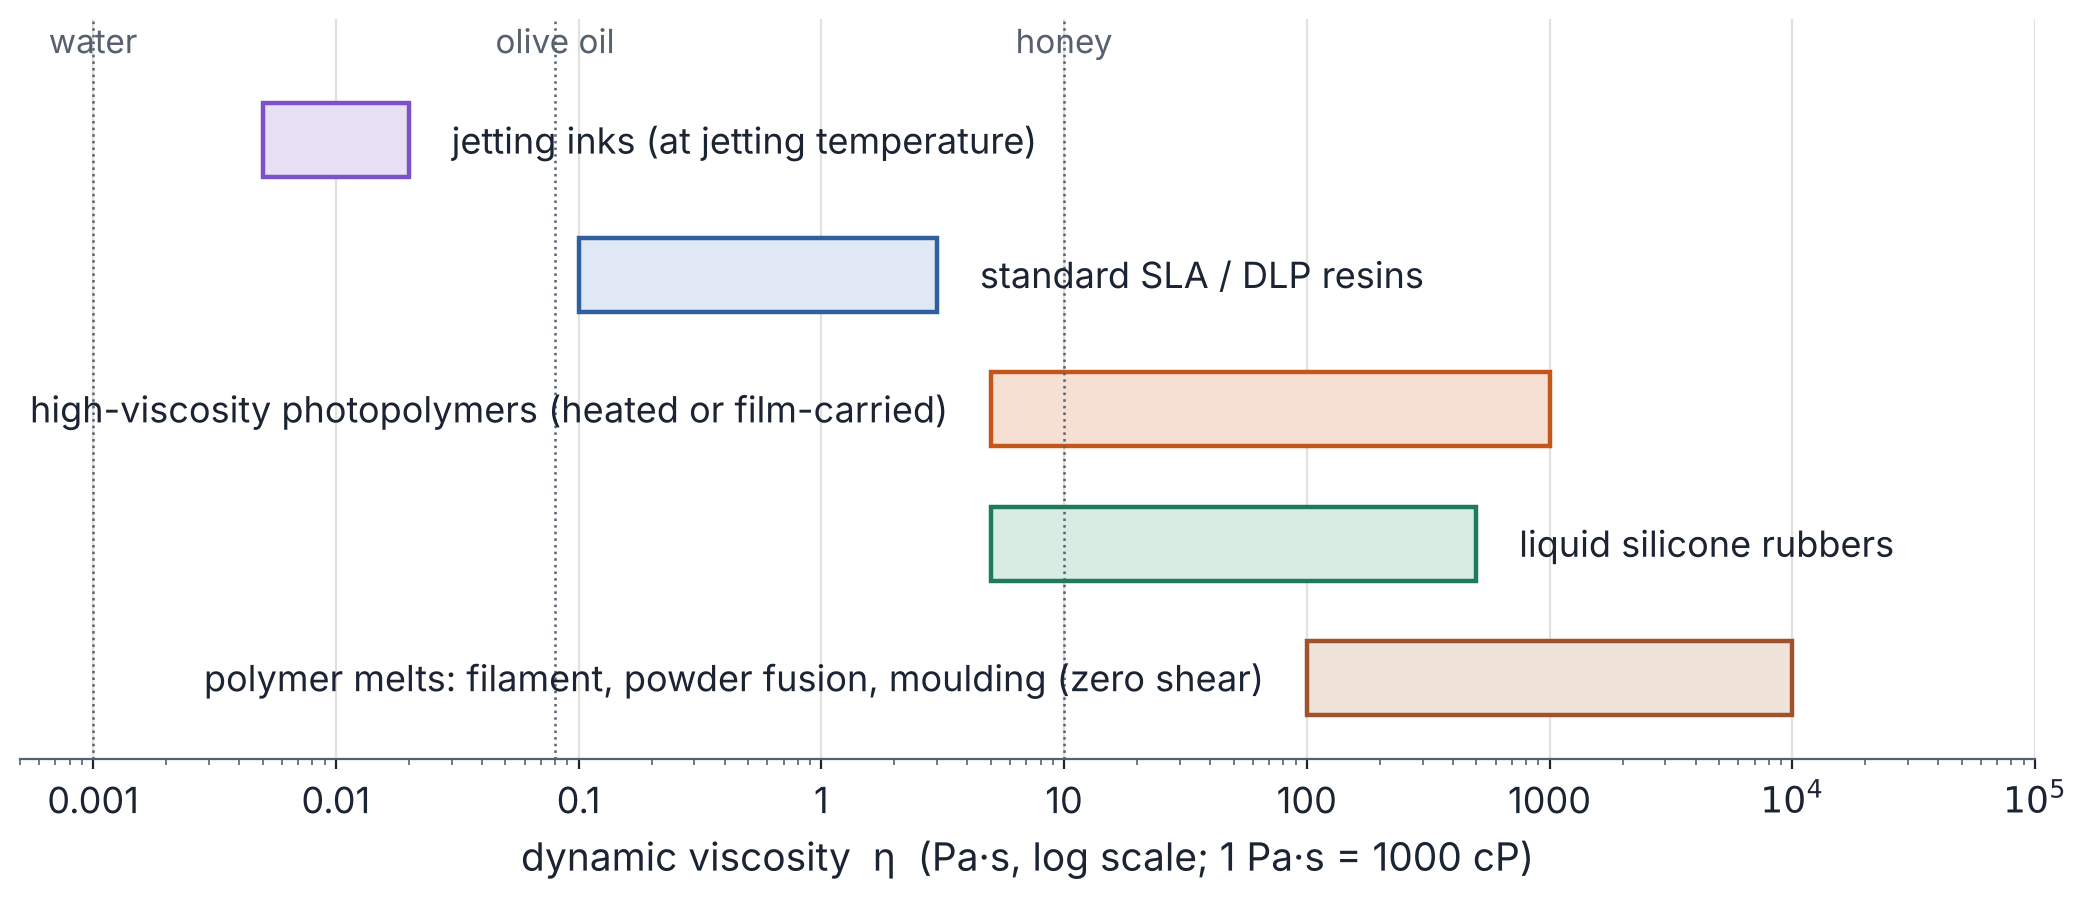 water
olive oil
honey
jetting inks (at jetting temperature)
standard SLA / DLP resins
high-viscosity photopolymers (heated or film-carried)
liquid silicone rubbers
polymer melts: filament, powder fusion, moulding (zero shear)
0.001
0.01
0.1
1
10
100
1000
10⁴
10⁵
dynamic viscosity η (Pa·s, log scale; 1 Pa·s = 1000 cP)